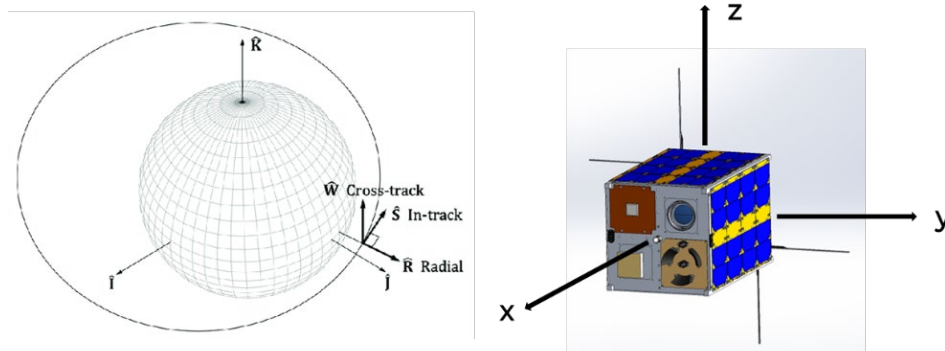 K̂
Ŵ Cross-track
Ŝ In-track
R̂ Radial
Î
Ĵ
z
y
x